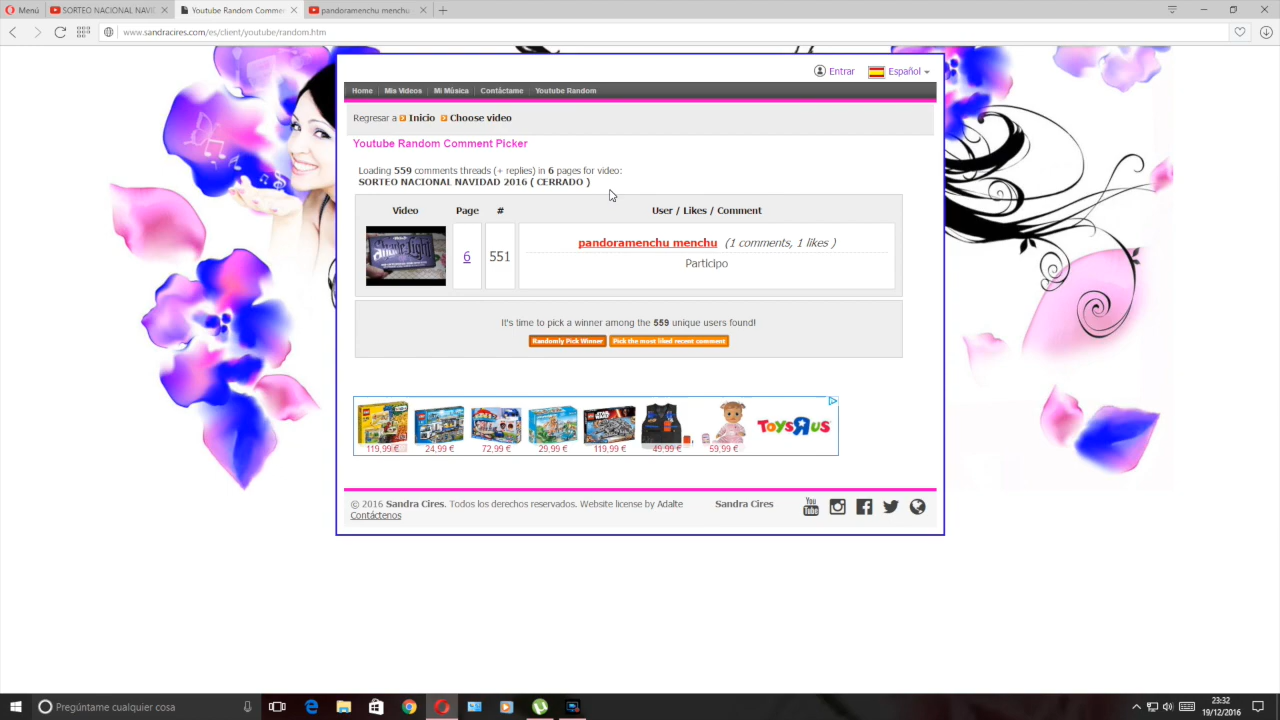 Menú
SORTEO NACIONAL NAVID
Youtube Random Commer
pandoramenchu menchu
www.sandracires.com/es/client/youtube/random.htm
Entrar
Español
Home
Mis Videos
Mi Música
Contáctame
Youtube Random
Regresar a Inicio Choose video
Youtube Random Comment Picker
Loading 559 comments threads (+ replies) in 6 pages for video:
SORTEO NACIONAL NAVIDAD 2016 ( CERRADO )
Video Page # User / Likes / Comment
6 551 pandoramenchu menchu (1 comments, 1 likes )
Participo
It's time to pick a winner among the 559 unique users found!
Randomly Pick Winner Pick the most liked recent comment
TOYSRUS
119,99 € 24,99 € 72,99 € 29,99 € 119,99 € 49,99 € 59,99 €
© 2016 Sandra Cires. Todos los derechos reservados. Website license by Adalte Sandra Cires
You Tube
Contáctenos
Pregúntame cualquier cosa
23:32
19/12/2016